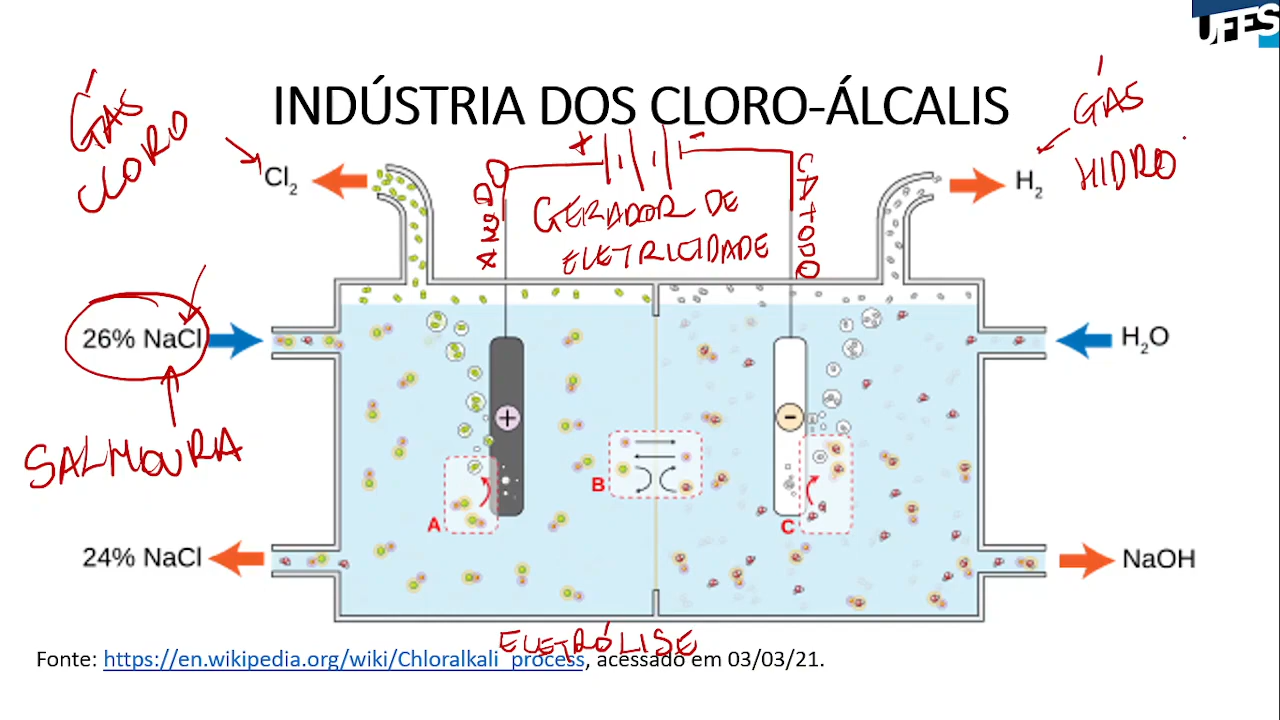 UFES
INDÚSTRIA DOS CLORO-ÁLCALIS
GÁS
CLORO
Cl₂
+
-
ANODO
GERADOR DE
ELETRICIDADE
CATODO
GÁS
HIDRO
H₂
26% NaCl
H₂O
SALMOURA
+
-
A
B
C
24% NaCl
NaOH
ELETRÓLISE
Fonte: https://en.wikipedia.org/wiki/Chloralkali_process, acessado em 03/03/21.